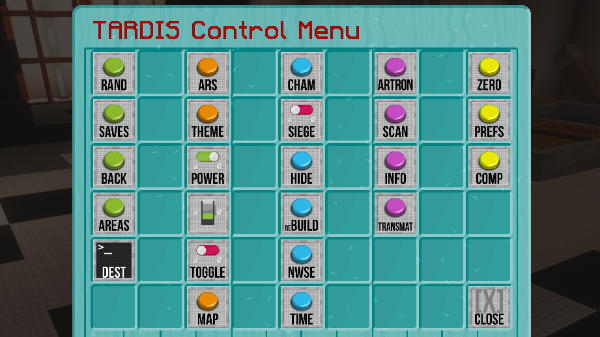 TARDIS Control Menu
RAND ARS CHAM ARTRON ZERO
SAVES THEME SIEGE SCAN PREFS
BACK POWER HIDE INFO COMP
AREAS REBUILD TRANSMAT
>_
DEST TOGGLE NWSE
MAP TIME [X] CLOSE